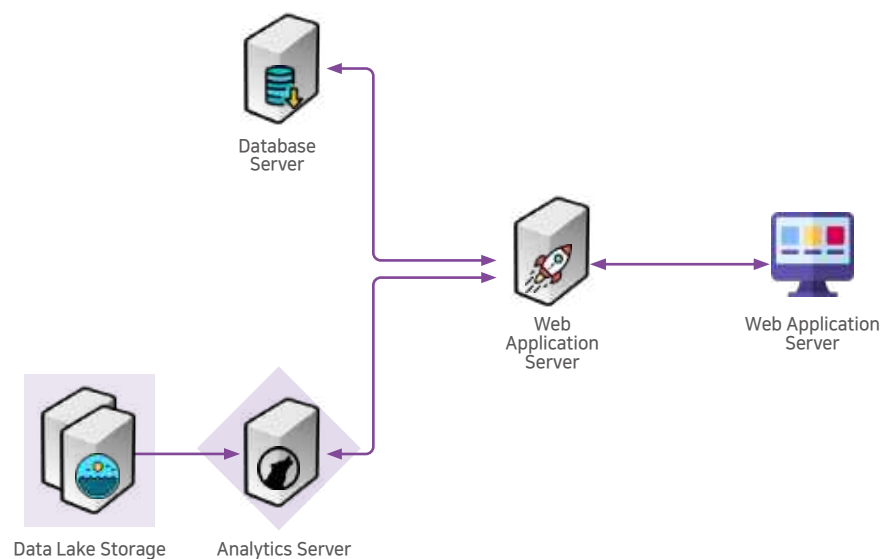 Database
Server
Web
Application
Server
Web Application
Server
Data Lake Storage
Analytics Server